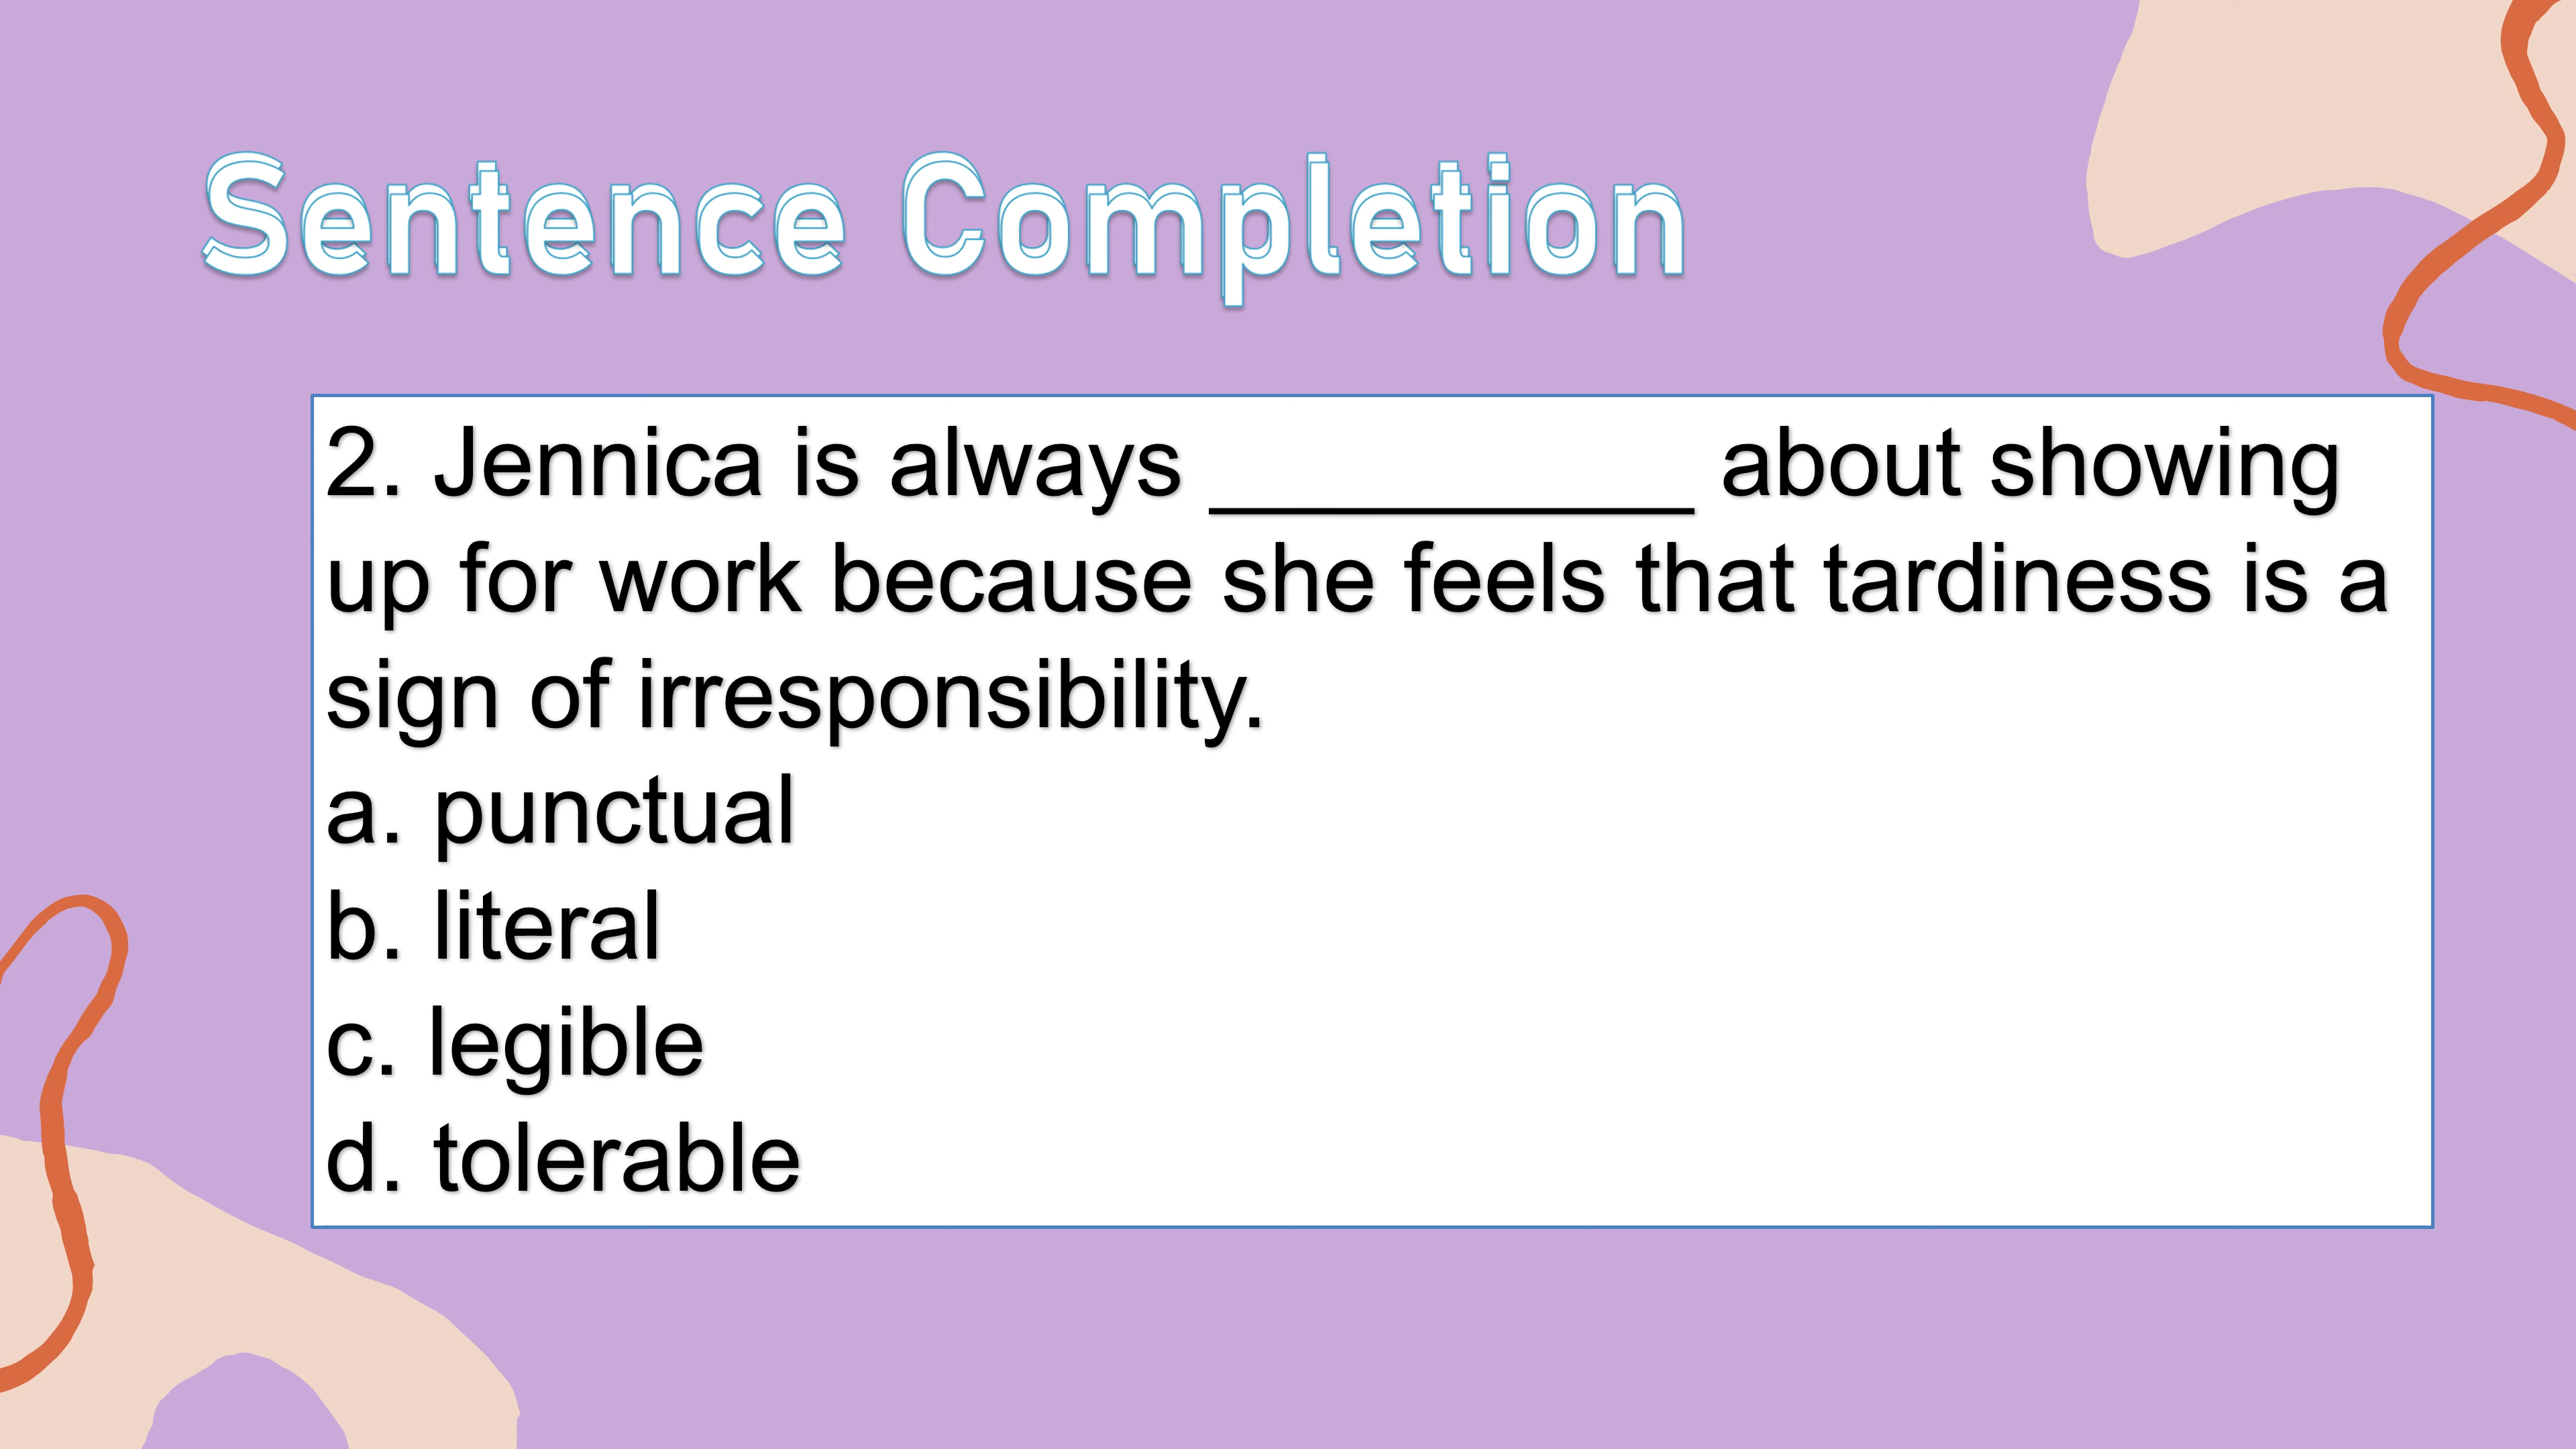 Sentence Completion
2. Jennica is always __________ about showing
up for work because she feels that tardiness is a
sign of irresponsibility.
a. punctual
b. literal
c. legible
d. tolerable